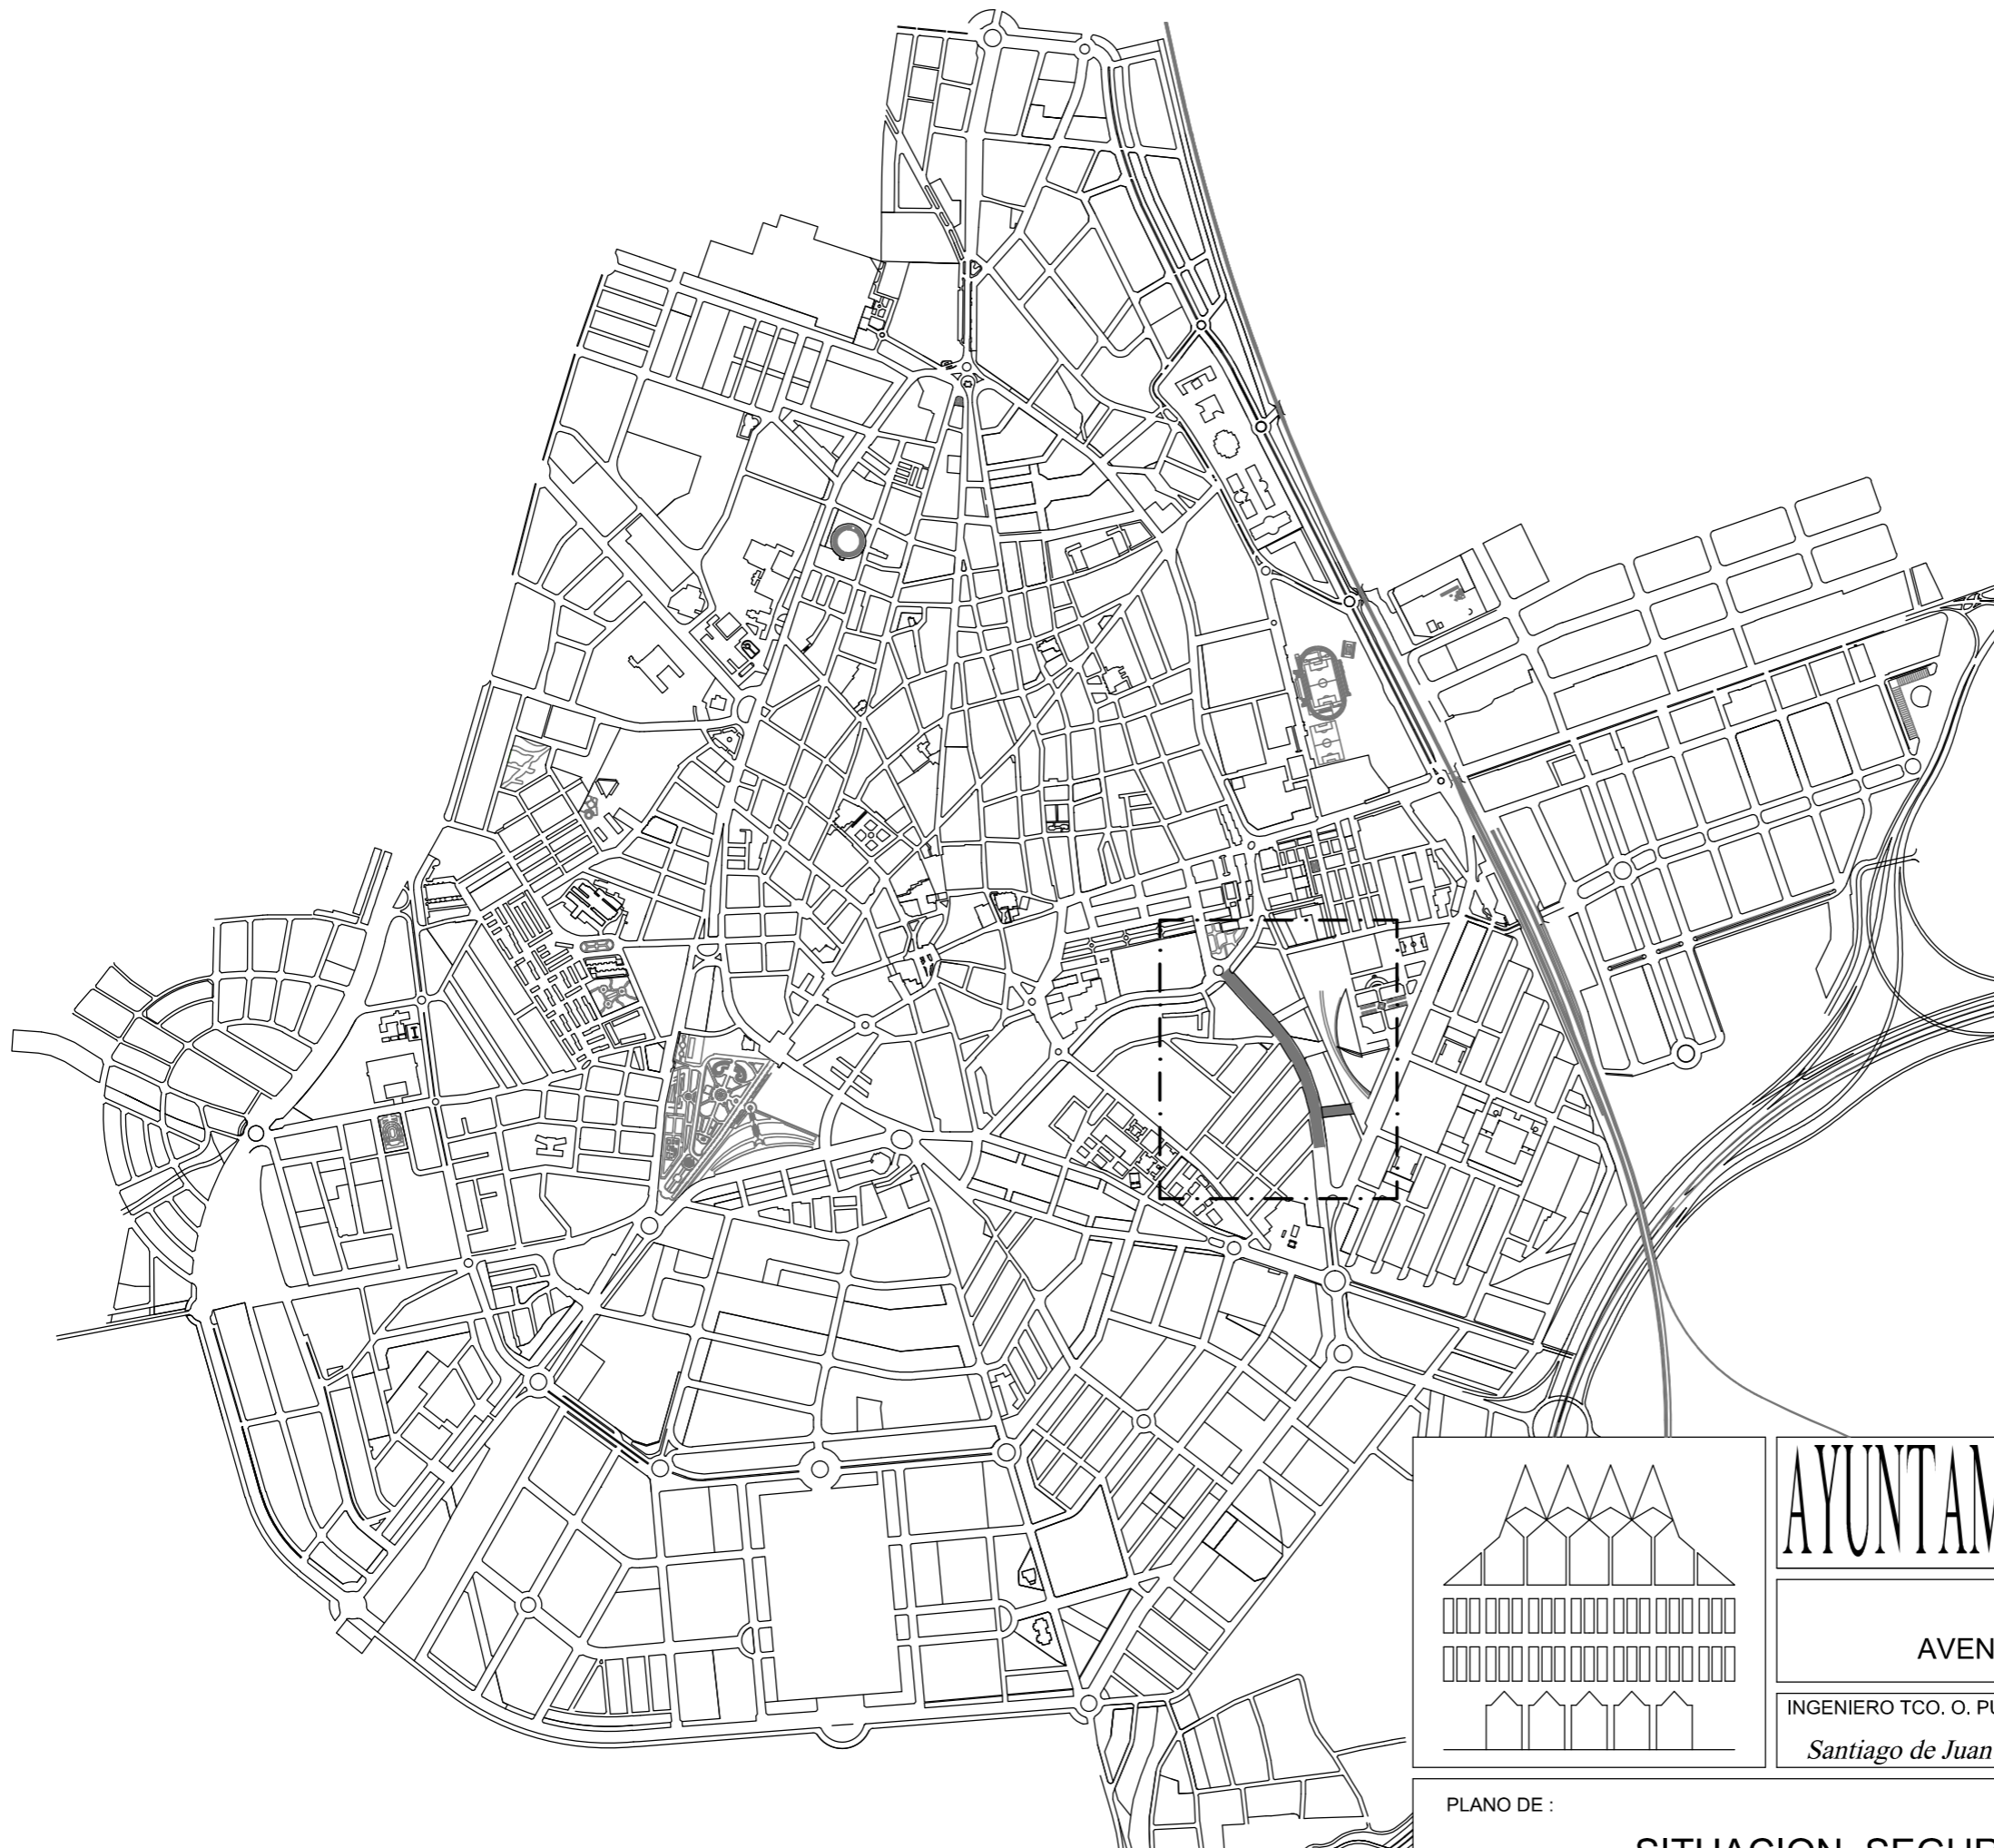 AYUNTAM
AVEN
INGENIERO TCO. O. PU
Santiago de Juan
PLANO DE :